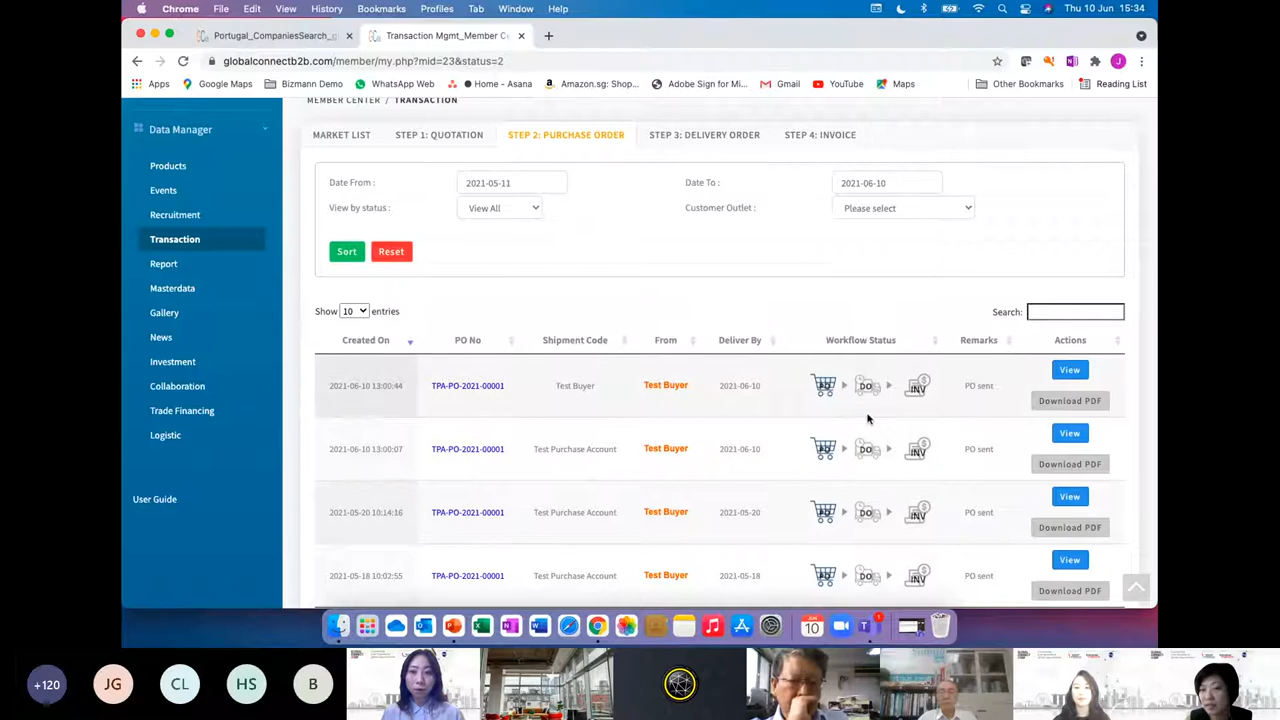 Chrome File Edit View History Bookmarks Profiles Tab Window Help Thu 10 Jun 15:34
Portugal_CompaniesSearch_g Transaction Mgmt_Member Ce
globalconnectb2b.com/member/my.php?mid=23&status=2
Apps Google Maps Bizmann Demo WhatsApp Web Home - Asana Amazon.sg: Shop... Adobe Sign for Mi... Gmail YouTube Maps Other Bookmarks Reading List
MEMBER CENTER / TRANSACTION
Data Manager
Products
Events
Recruitment
Transaction
Report
Masterdata
Gallery
News
Investment
Collaboration
Trade Financing
Logistic
User Guide
MARKET LIST STEP 1: QUOTATION STEP 2: PURCHASE ORDER STEP 3: DELIVERY ORDER STEP 4: INVOICE
Date From : 2021-05-11 Date To : 2021-06-10
View by status : View All Customer Outlet : Please select
Sort Reset
Show 10 entries Search:
Created On PO No Shipment Code From Deliver By Workflow Status Remarks Actions
2021-06-10 13:00:44 TPA-PO-2021-00001 Test Buyer Test Buyer 2021-06-10 PO DO INV PO sent View
Download PDF
2021-06-10 13:00:07 TPA-PO-2021-00001 Test Purchase Account Test Buyer 2021-06-10 PO DO INV PO sent View
Download PDF
2021-05-20 10:14:16 TPA-PO-2021-00001 Test Purchase Account Test Buyer 2021-05-20 PO DO INV PO sent View
Download PDF
2021-05-18 10:02:55 TPA-PO-2021-00001 Test Purchase Account Test Buyer 2021-05-18 PO DO INV PO sent View
Download PDF
10
+120 JG CL HS B